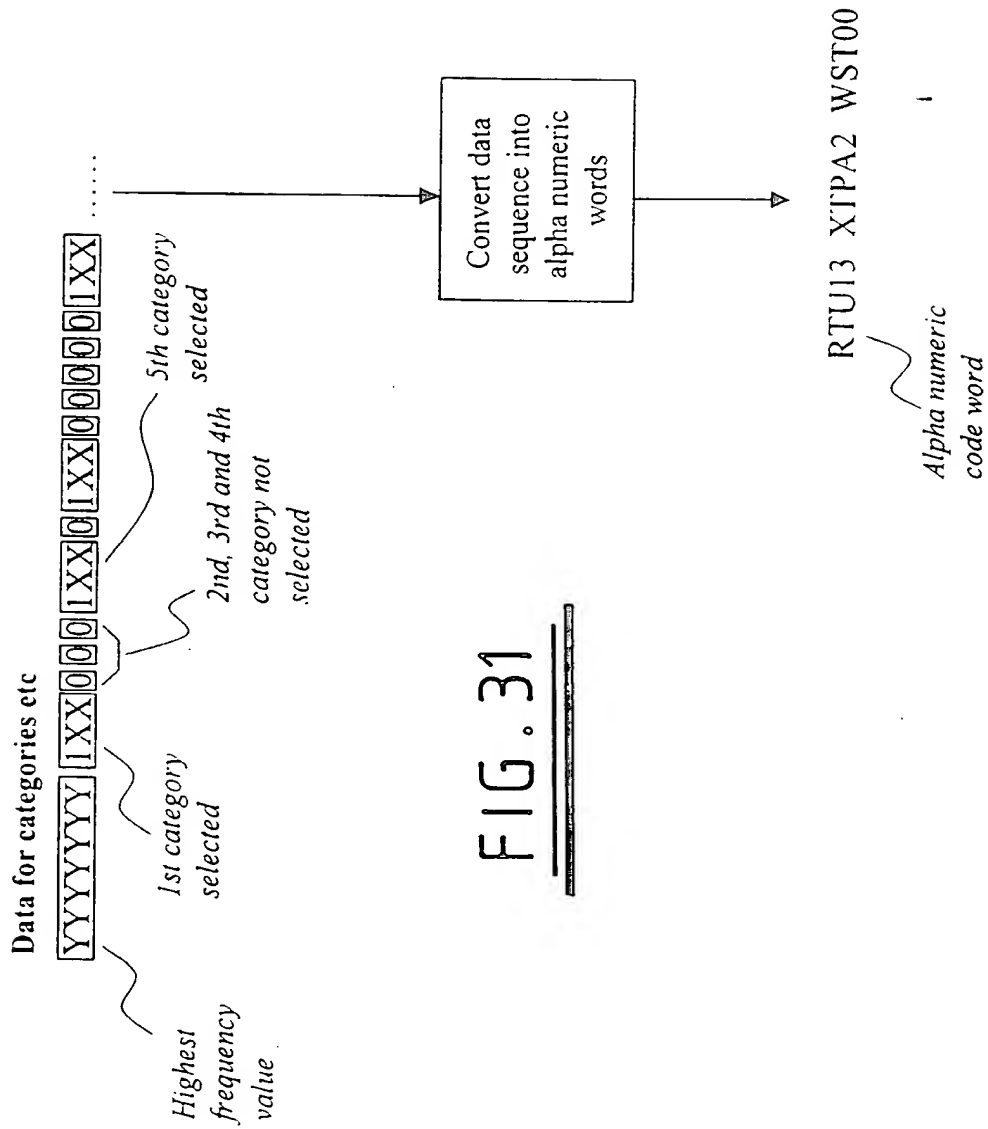 Data for categories etc
YYYYYYYY 1XX 0 0 0 1XX 0 1XX 0 0 0 0 0 1XX ......
Highest
frequency
value
1st category
selected
2nd, 3rd and 4th
category not
selected
5th category
selected
Convert data
sequence into
alpha numeric
words
RTU13 XTPA2 WST00
Alpha numeric
code word
FIG. 31